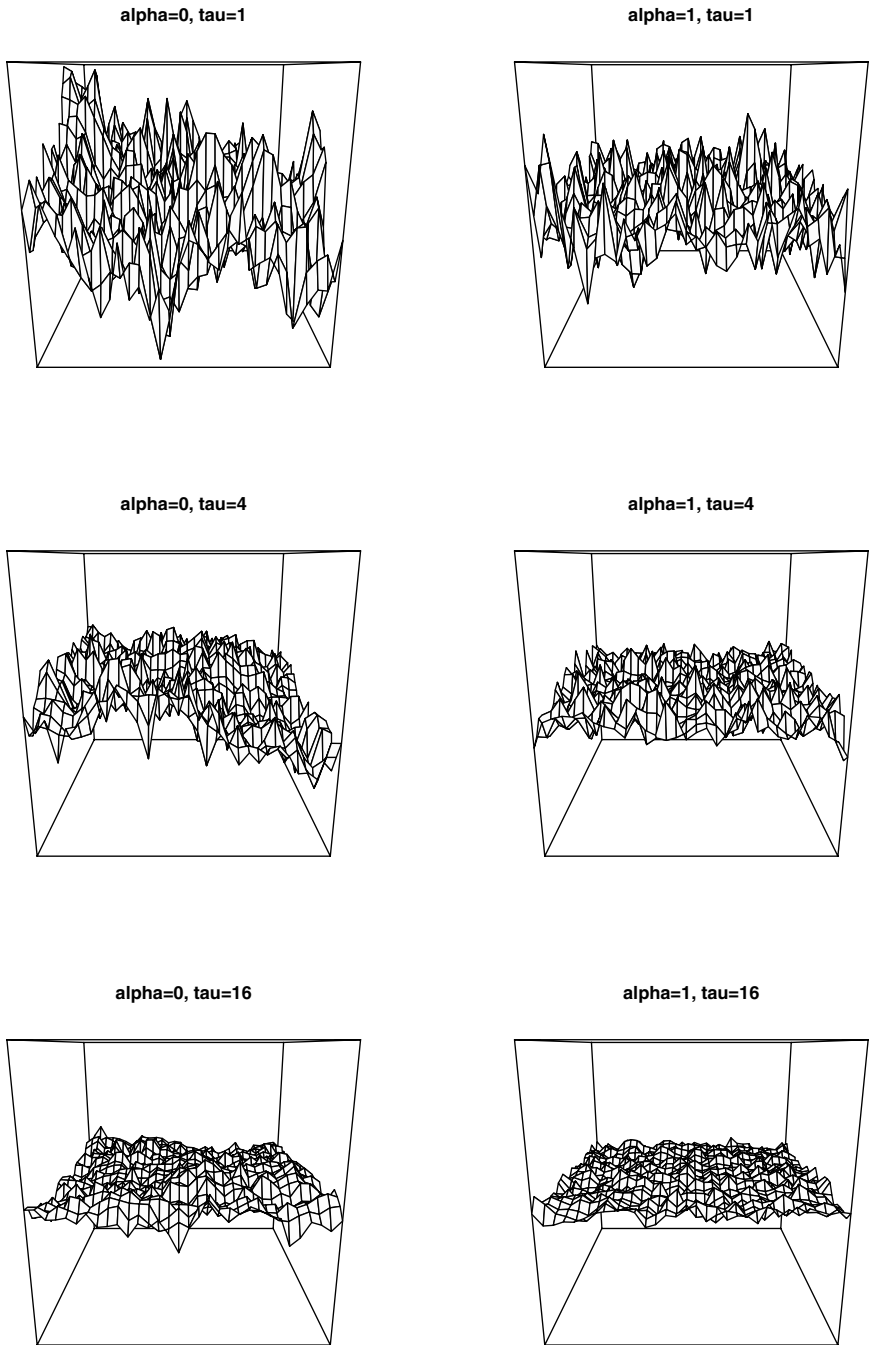 alpha=0, tau=1
alpha=1, tau=1
alpha=0, tau=4
alpha=1, tau=4
alpha=0, tau=16
alpha=1, tau=16